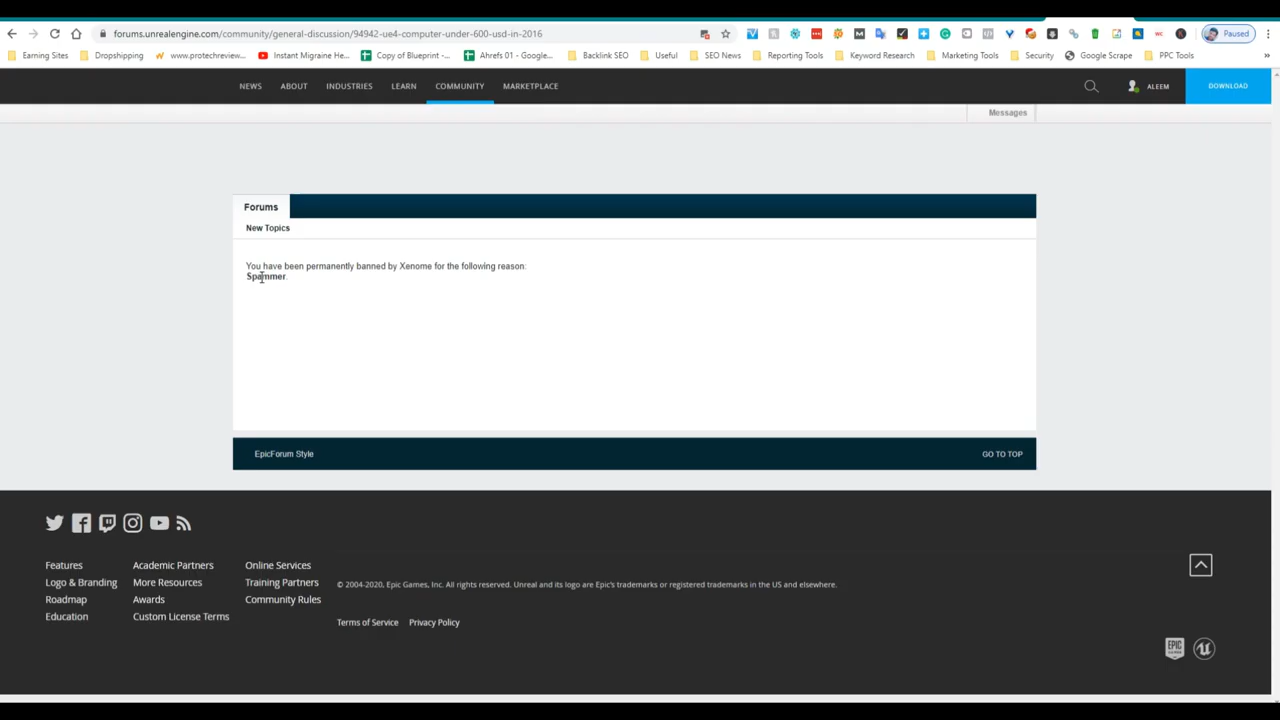 forums.unrealengine.com/community/general-discussion/94942-ue4-computer-under-600-usd-in-2016
Paused
Earning Sites Dropshipping www.protechreview... Instant Migraine He... Copy of Blueprint -... Ahrefs 01 - Google... Backlink SEO Useful SEO News Reporting Tools Keyword Research Marketing Tools Security Google Scrape PPC Tools »
NEWS ABOUT INDUSTRIES LEARN COMMUNITY MARKETPLACE ALEEM DOWNLOAD
Messages
Forums
New Topics
You have been permanently banned by Xenome for the following reason:
Spammer.
EpicForum Style GO TO TOP
Features Academic Partners Online Services
Logo & Branding More Resources Training Partners © 2004-2020, Epic Games, Inc. All rights reserved. Unreal and its logo are Epic's trademarks or registered trademarks in the US and elsewhere.
Roadmap Awards Community Rules
Education Custom License Terms Terms of Service Privacy Policy
EPIC